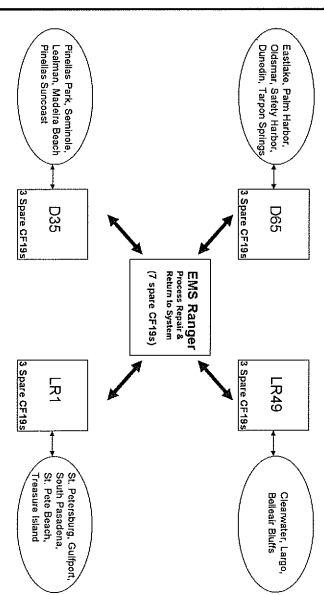 Eastlake, Palm Harbor,
Oldsmar, Safety Harbor,
Dunedin, Tarpon Springs
D65
3 Spare CF19s
LR49
3 Spare CF19s
Clearwater, Largo,
Belleair Bluffs
EMS Ranger
Process Repair &
Return to System
(7 spare CF19s)
Pinellas Park, Seminole,
Lealman, Madeira Beach
Pinellas Suncoast
D35
3 Spare CF19s
LR1
3 Spare CF19s
St. Petersburg, Gulfport,
South Pasadena,
St. Pete Beach,
Treasure Island